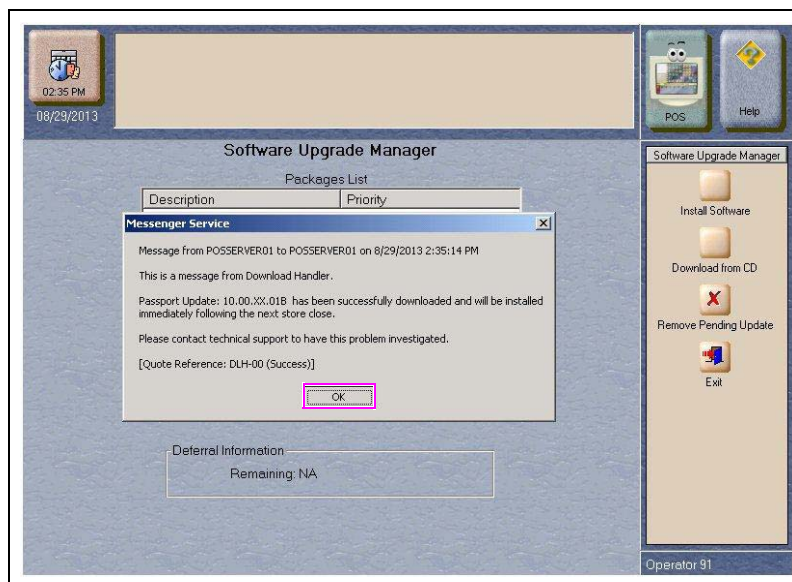 02:35 PM
08/29/2013
POS
Help
Software Upgrade Manager
Packages List
Description Priority
Messenger Service
Message from POSSERVER01 to POSSERVER01 on 8/29/2013 2:35:14 PM
This is a message from Download Handler.
Passport Update: 10.00.XX.01B has been successfully downloaded and will be installed
immediately following the next store close.
Please contact technical support to have this problem investigated.
[Quote Reference: DLH-00 (Success)]
OK
Deferral Information
Remaining: NA
Software Upgrade Manager
Install Software
Download from CD
Remove Pending Update
Exit
Operator 91